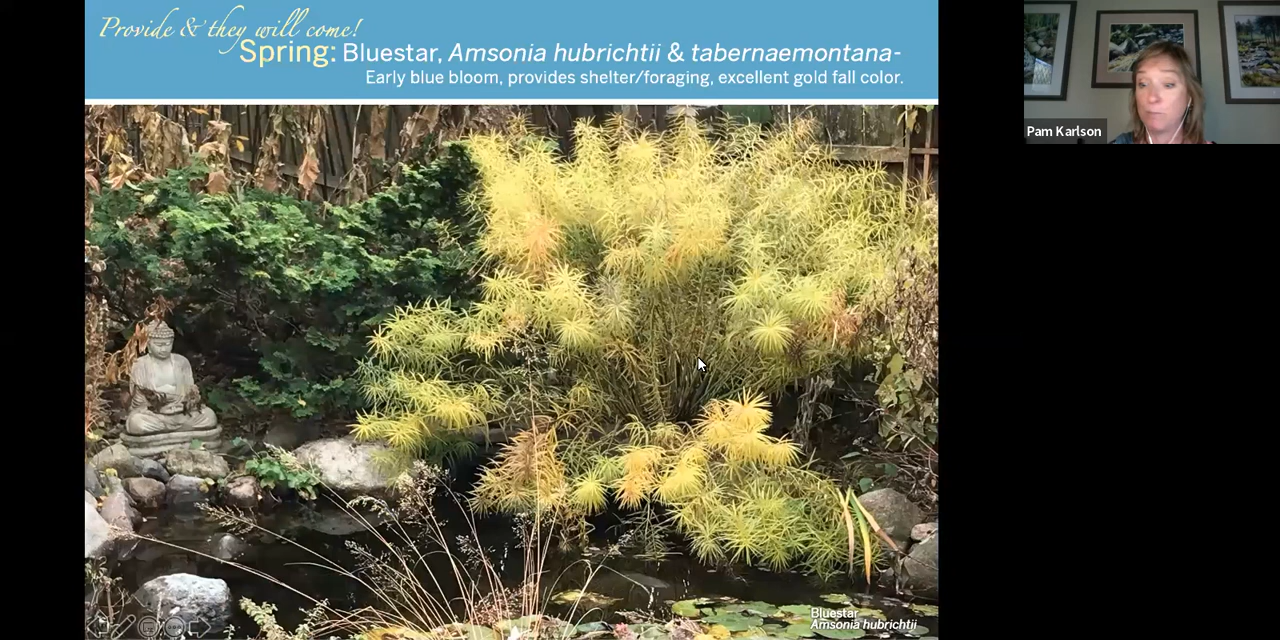 Provide & they will come!
Spring: Bluestar, Amsonia hubrichtii & tabernaemontana-
Early blue bloom, provides shelter/foraging, excellent gold fall color.
Pam Karlson
Bluestar
Amsonia hubrichtii